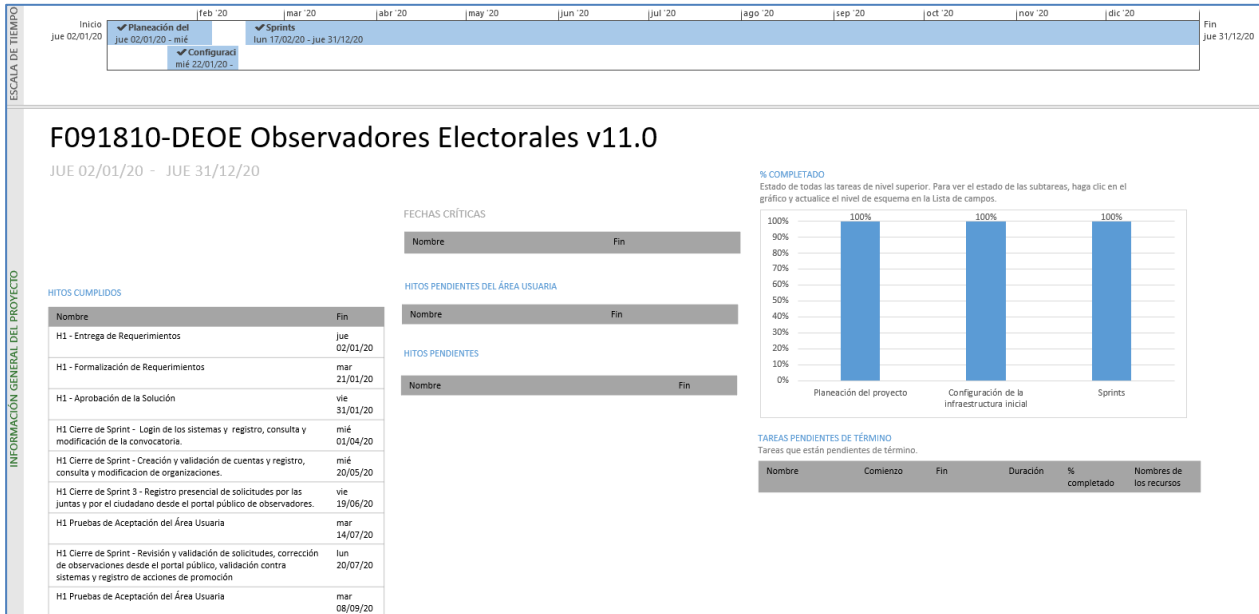 ESCALA DE TIEMPO
feb '20
mar '20
abr '20
may '20
jun '20
jul '20
ago '20
sep '20
oct '20
nov '20
dic '20
Inicio
jue 02/01/20
Planeación del
jue 02/01/20 - mié
Sprints
lun 17/02/20 - jue 31/12/20
Configuraci
mié 22/01/20 -
Fin
jue 31/12/20
INFORMACIÓN GENERAL DEL PROYECTO
F091810-DEOE Observadores Electorales v11.0
JUE 02/01/20 - JUE 31/12/20
HITOS CUMPLIDOS
Nombre Fin
H1 - Entrega de Requerimientos jue
02/01/20
H1 - Formalización de Requerimientos mar
21/01/20
H1 - Aprobación de la Solución vie
31/01/20
H1 Cierre de Sprint - Login de los sistemas y registro, consulta y mié
modificación de la convocatoria. 01/04/20
H1 Cierre de Sprint - Creación y validación de cuentas y registro, mié
consulta y modificacion de organizaciones. 20/05/20
H1 Cierre de Sprint 3 - Registro presencial de solicitudes por las vie
juntas y por el ciudadano desde el portal público de observadores. 19/06/20
H1 Pruebas de Aceptación del Área Usuaria mar
14/07/20
H1 Cierre de Sprint - Revisión y validación de solicitudes, corrección lun
de observaciones desde el portal público, validación contra 20/07/20
sistemas y registro de acciones de promoción
H1 Pruebas de Aceptación del Área Usuaria mar
08/09/20
FECHAS CRÍTICAS
Nombre Fin
HITOS PENDIENTES DEL ÁREA USUARIA
Nombre Fin
HITOS PENDIENTES
Nombre Fin
% COMPLETADO
Estado de todas las tareas de nivel superior. Para ver el estado de las subtareas, haga clic en el
gráfico y actualice el nivel de esquema en la Lista de campos.
100%
90%
80%
70%
60%
50%
40%
30%
20%
10%
0%
100% 100% 100%
Planeación del proyecto
Configuración de la
infraestructura inicial
Sprints
TAREAS PENDIENTES DE TÉRMINO
Tareas que están pendientes de término.
Nombre Comienzo Fin Duración % Nombres de
completado los recursos